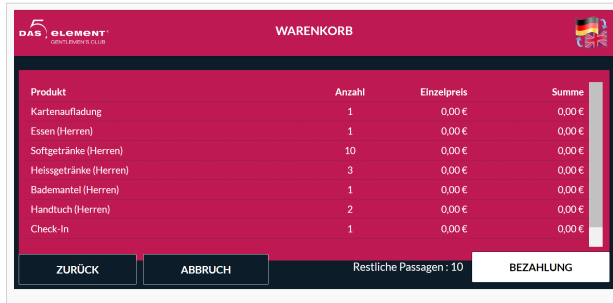 DAS 5. ELEMENT
GENTLEMEN'S CLUB
WARENKORB
Produkt Anzahl Einzelpreis Summe
Kartenaufladung 1 0,00 € 0,00 €
Essen (Herren) 1 0,00 € 0,00 €
Softgetränke (Herren) 10 0,00 € 0,00 €
Heissgetränke (Herren) 3 0,00 € 0,00 €
Bademantel (Herren) 1 0,00 € 0,00 €
Handtuch (Herren) 2 0,00 € 0,00 €
Check-In 1 0,00 € 0,00 €
ZURÜCK ABBRUCH Restliche Passagen : 10 BEZAHLUNG